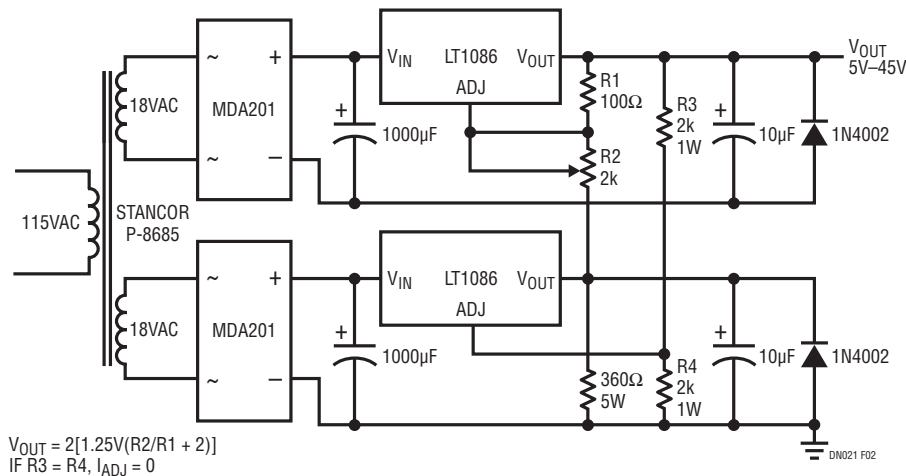 18VAC
~
~
MDA201
+
−
+
1000µF
VIN
LT1086
VOUT
ADJ
R1
100Ω
R2
2k
R3
2k
1W
+
10µF
1N4002
VOUT
5V–45V
115VAC
STANCOR
P-8685
18VAC
~
~
MDA201
+
−
+
1000µF
VIN
LT1086
VOUT
ADJ
360Ω
5W
R4
2k
1W
+
10µF
1N4002
VOUT = 2[1.25V(R2/R1 + 2)]
IF R3 = R4, IADJ = 0
DN021 F02